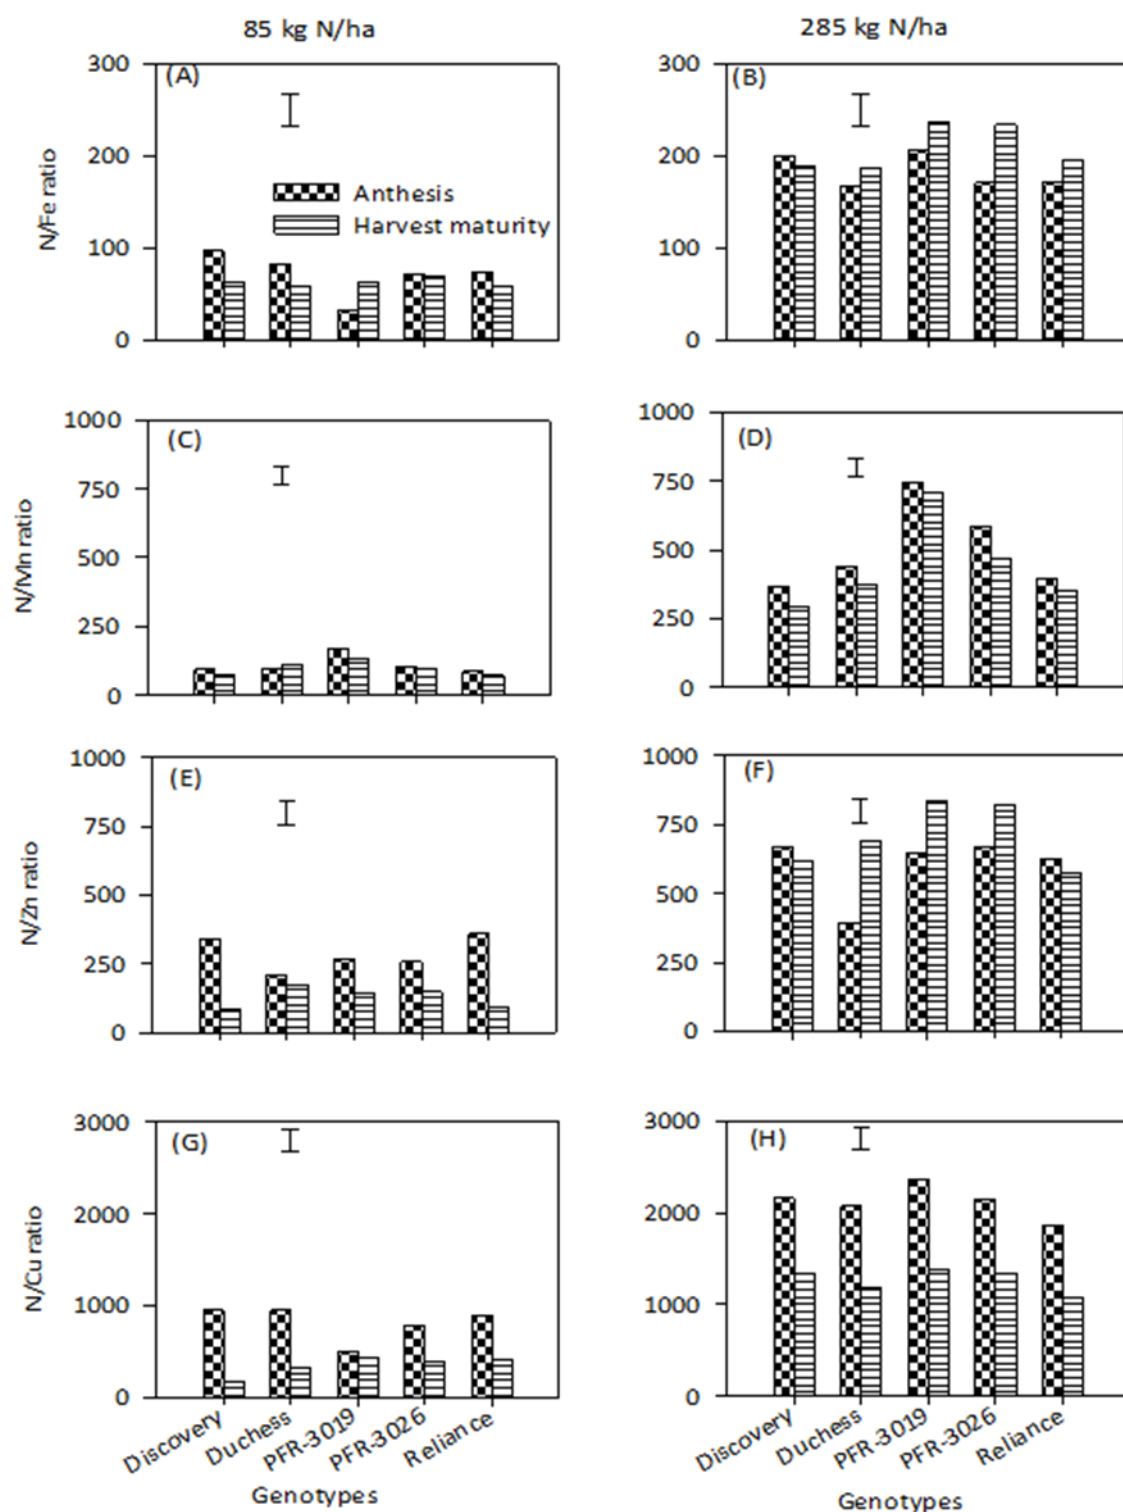 85 kg N/ha
285 kg N/ha
N/Fe ratio
300
200
100
0
(A)
Anthesis
Harvest maturity
300
200
100
0
(B)
N/Mn ratio
1000
750
500
250
0
(C)
1000
750
500
250
0
(D)
N/Zn ratio
1000
750
500
250
0
(E)
1000
750
500
250
0
(F)
N/Cu ratio
3000
2000
1000
0
(G)
Discovery
Duchess
PFR-3019
PFR-3026
Reliance
Genotypes
3000
2000
1000
0
(H)
Discovery
Duchess
PFR-3019
PFR-3026
Reliance
Genotypes